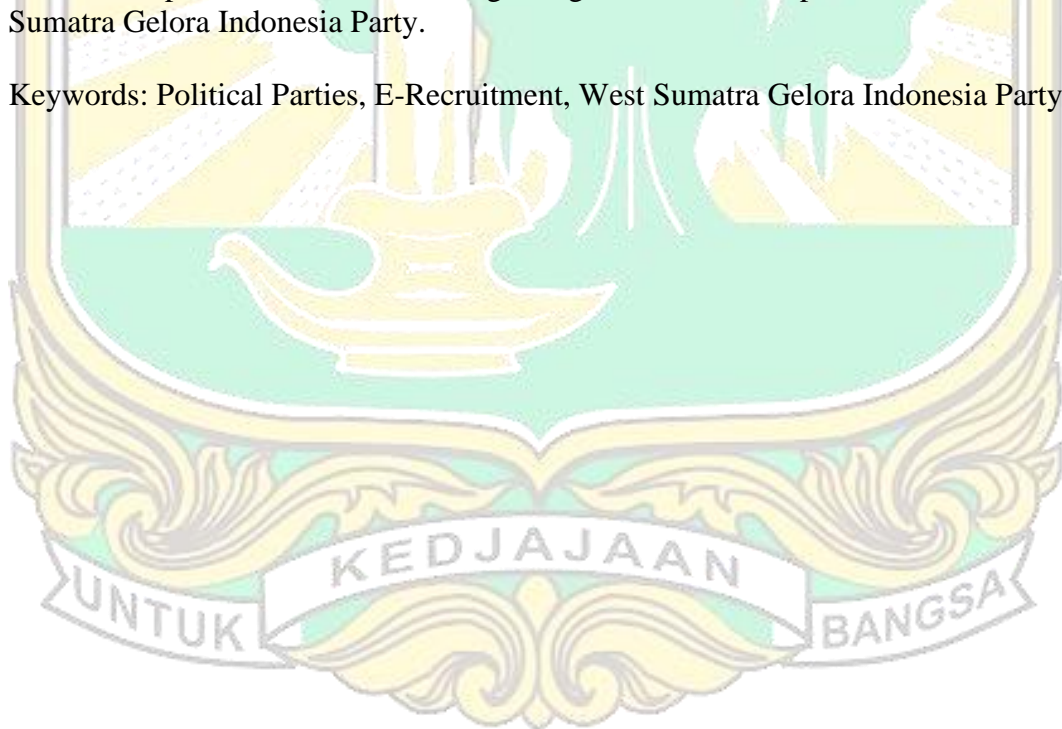 Sumatra Gelora Indonesia Party.
Keywords: Political Parties, E-Recruitment, West Sumatra Gelora Indonesia Party
KEDJAJAAN
UNTUK BANGSA